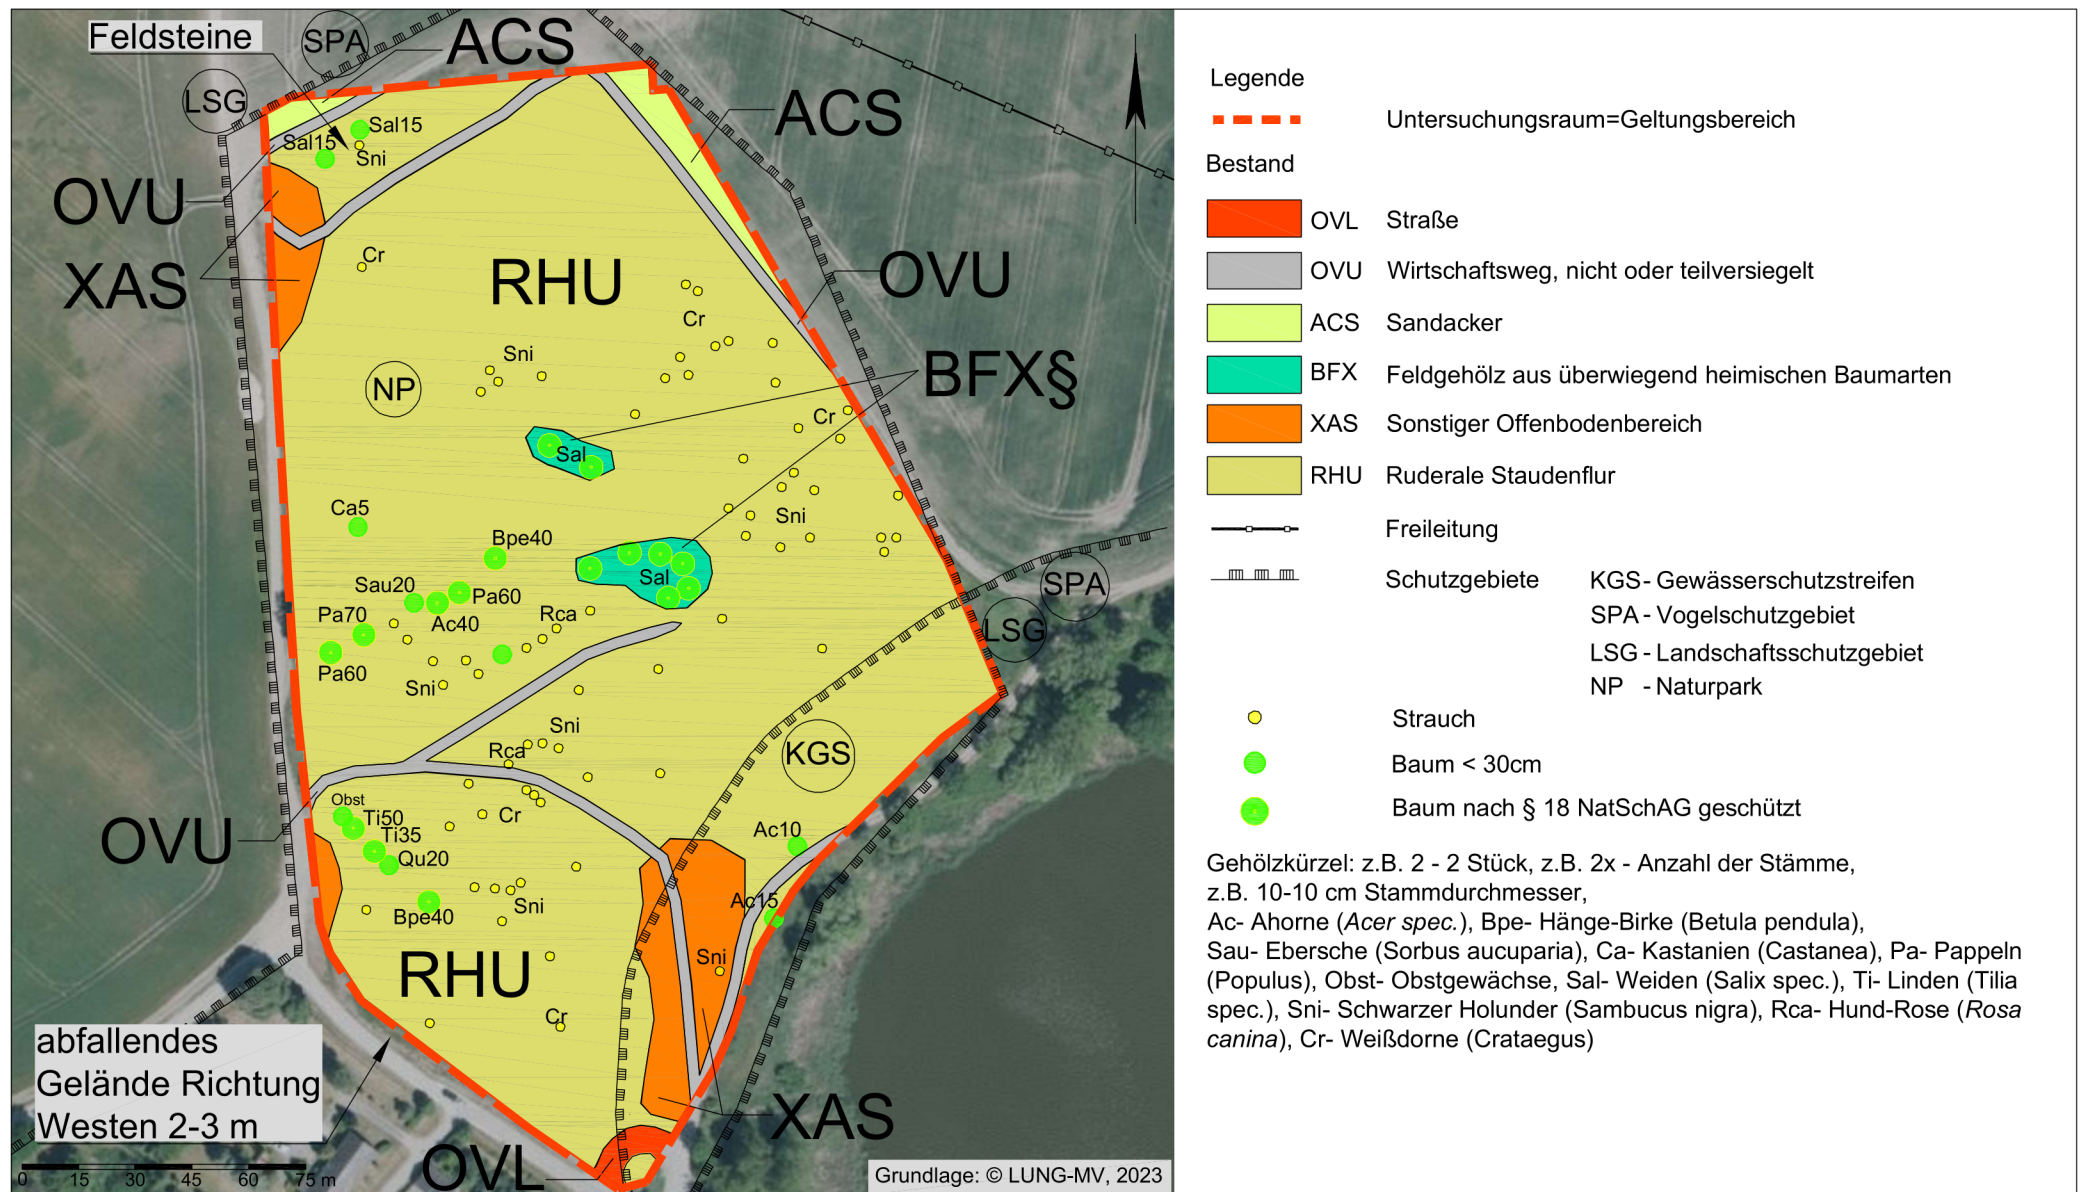 Feldsteine
SPA
ACS
LSG
ACS
Sal15
Sal15
Sni
OVU
XAS
Cr
RHU
OVU
Cr
Sni
NP
BFX§
Cr
Sal
Ca5
Sni
Bpe40
Sal
Sau20
Pa60
SPA
Pa70
Ac40
Rca
LSG
Pa60
Sni
Sni
Rca
KGS
Obst
Ti50
Cr
Ti35
Ac10
OVU
Qu20
Ac15
Bpe40
Sni
Sni
RHU
Cr
abfallendes
Gelände Richtung
Westen 2-3 m
XAS
OVL
0 15 30 45 60 75 m
Grundlage: © LUNG-MV, 2023
Legende
Untersuchungsraum=Geltungsbereich
Bestand
OVL Straße
OVU Wirtschaftsweg, nicht oder teilversiegelt
ACS Sandacker
BFX Feldgehölz aus überwiegend heimischen Baumarten
XAS Sonstiger Offenbodenbereich
RHU Ruderale Staudenflur
Freileitung
Schutzgebiete KGS - Gewässerschutzstreifen
SPA - Vogelschutzgebiet
LSG - Landschaftsschutzgebiet
NP - Naturpark
Strauch
Baum < 30cm
Baum nach § 18 NatSchAG geschützt
Gehölzkürzel: z.B. 2 - 2 Stück, z.B. 2x - Anzahl der Stämme,
z.B. 10-10 cm Stammdurchmesser,
Ac- Ahorne (Acer spec.), Bpe- Hänge-Birke (Betula pendula),
Sau- Ebersche (Sorbus aucuparia), Ca- Kastanien (Castanea), Pa- Pappeln
(Populus), Obst- Obstgewächse, Sal- Weiden (Salix spec.), Ti- Linden (Tilia
spec.), Sni- Schwarzer Holunder (Sambucus nigra), Rca- Hund-Rose (Rosa
canina), Cr- Weißdorne (Crataegus)